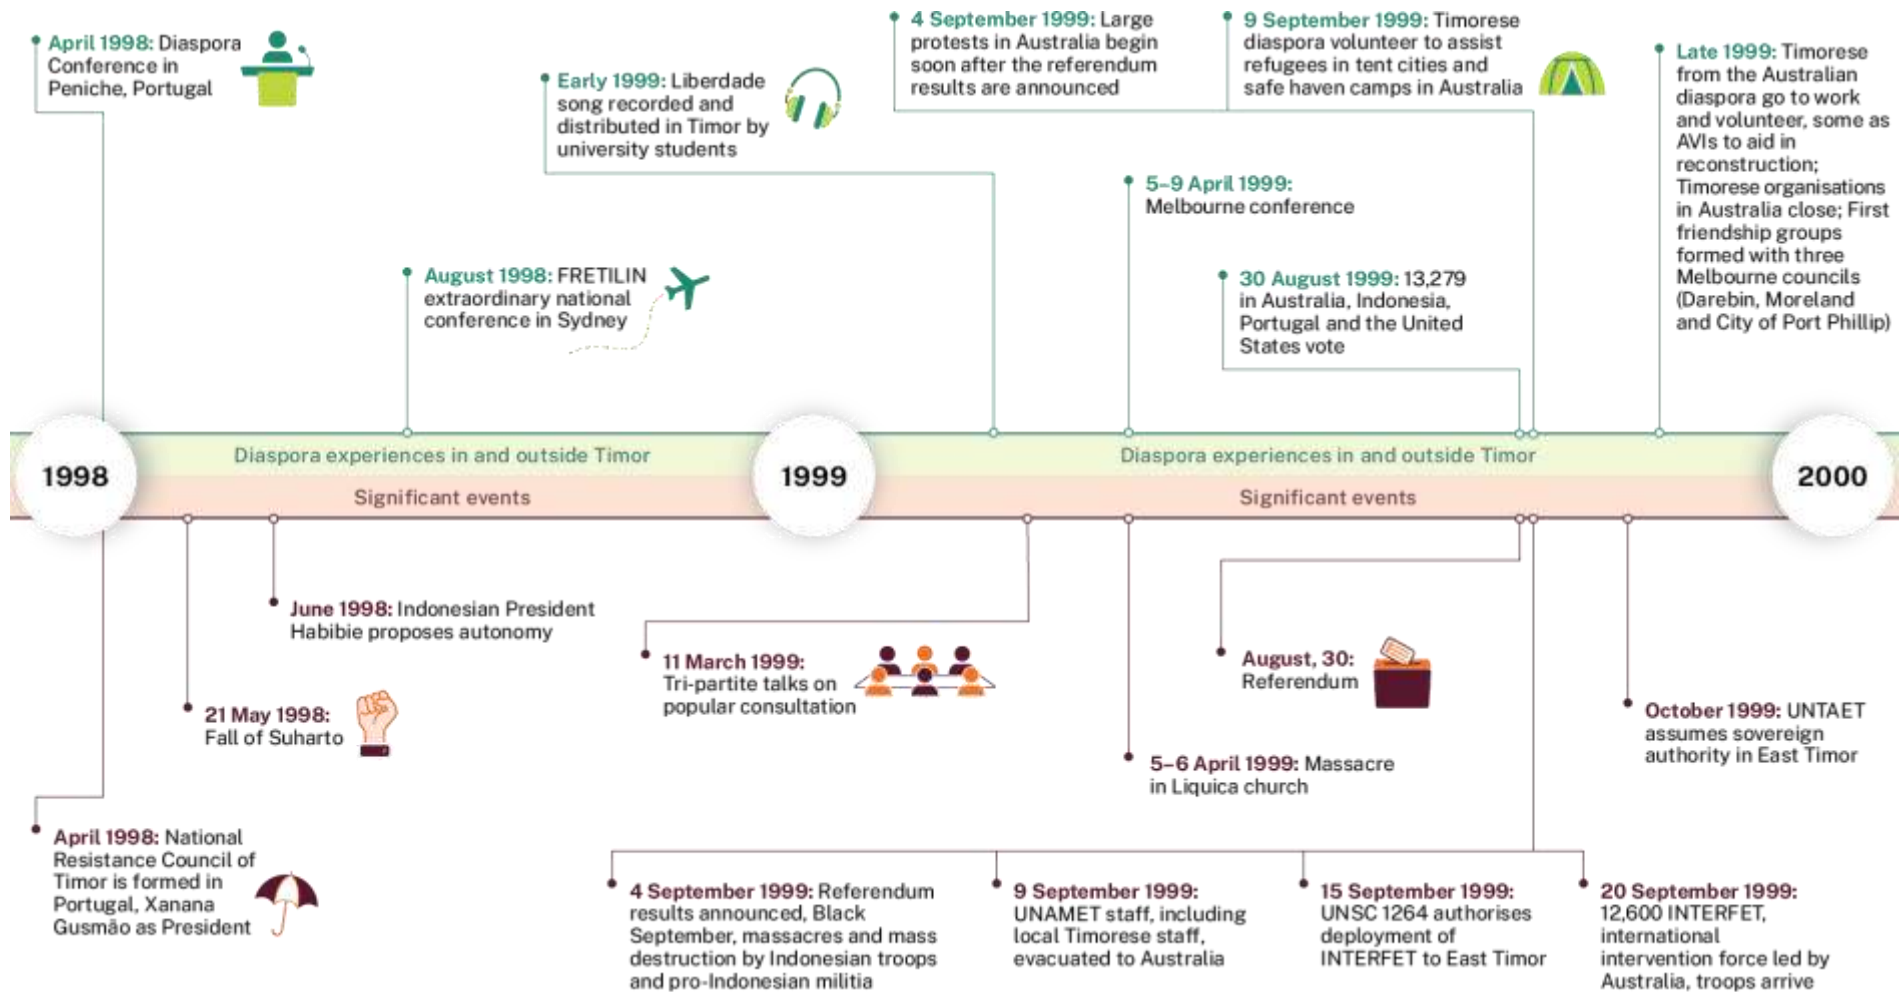 April 1998: Diaspora
Conference in
Peniche, Portugal
Early 1999: Liberdade
song recorded and
distributed in Timor by
university students
4 September 1999: Large
protests in Australia begin
soon after the referendum
results are announced
9 September 1999: Timorese
diaspora volunteer to assist
refugees in tent cities and
safe haven camps in Australia
Late 1999: Timorese
from the Australian
diaspora go to work
and volunteer, some as
AVIs to aid in
reconstruction;
Timorese organisations
in Australia close; First
friendship groups
formed with three
Melbourne councils
(Darebin, Moreland
and City of Port Phillip)
5–9 April 1999:
Melbourne conference
August 1998: FRETILIN
extraordinary national
conference in Sydney
30 August 1999: 13,279
in Australia, Indonesia,
Portugal and the United
States vote
1998
Diaspora experiences in and outside Timor
Significant events
1999
Diaspora experiences in and outside Timor
Significant events
2000
June 1998: Indonesian President
Habibie proposes autonomy
21 May 1998:
Fall of Suharto
11 March 1999:
Tri-partite talks on
popular consultation
August, 30:
Referendum
October 1999: UNTAET
assumes sovereign
authority in East Timor
5–6 April 1999: Massacre
in Liquica church
April 1998: National
Resistance Council of
Timor is formed in
Portugal, Xanana
Gusmão as President
4 September 1999: Referendum
results announced, Black
September, massacres and mass
destruction by Indonesian troops
and pro-Indonesian militia
9 September 1999:
UNAMET staff, including
local Timorese staff,
evacuated to Australia
15 September 1999:
UNSC 1264 authorises
deployment of
INTERFET to East Timor
20 September 1999:
12,600 INTERFET,
international
intervention force led by
Australia, troops arrive